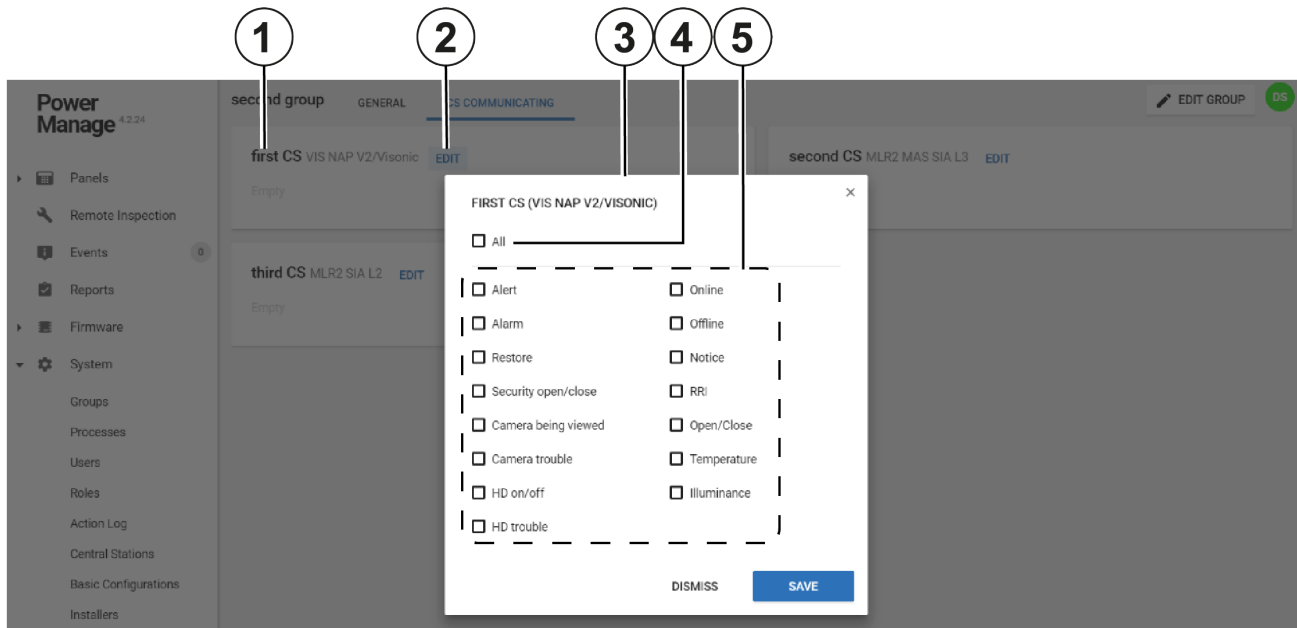 1 2 3 4 5
Power
Manage 4.2.24
second group GENERAL CS COMMUNICATING EDIT GROUP DS
first CS VIS NAP V2/Visonic EDIT
second CS MLR2 MAS SIA L3 EDIT
Empty
third CS MLR2 SIA L2 EDIT
Empty
Panels
Remote Inspection
Events 0
Reports
Firmware
System
Groups
Processes
Users
Roles
Action Log
Central Stations
Basic Configurations
Installers
FIRST CS (VIS NAP V2/VISONIC)
All
Alert Online
Alarm Offline
Restore Notice
Security open/close RRI
Camera being viewed Open/Close
Camera trouble Temperature
HD on/off Illuminance
HD trouble
DISMISS SAVE